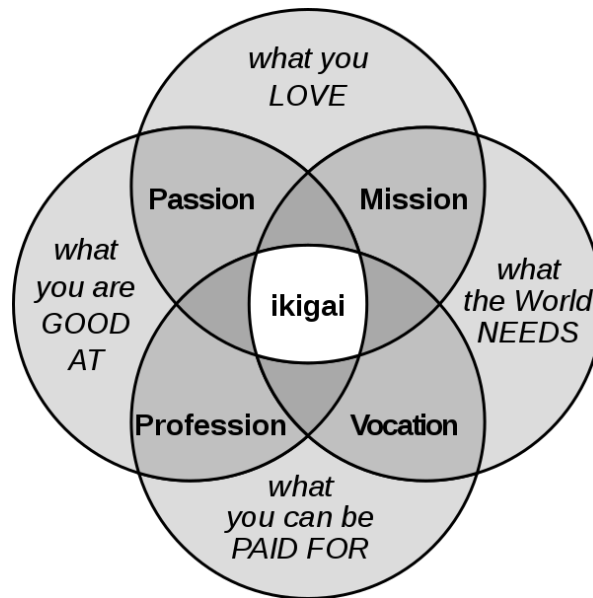 what you
LOVE
Passion
Mission
what
you are
GOOD
AT
ikigai
what
the World
NEEDS
Profession
Vocation
what
you can be
PAID FOR